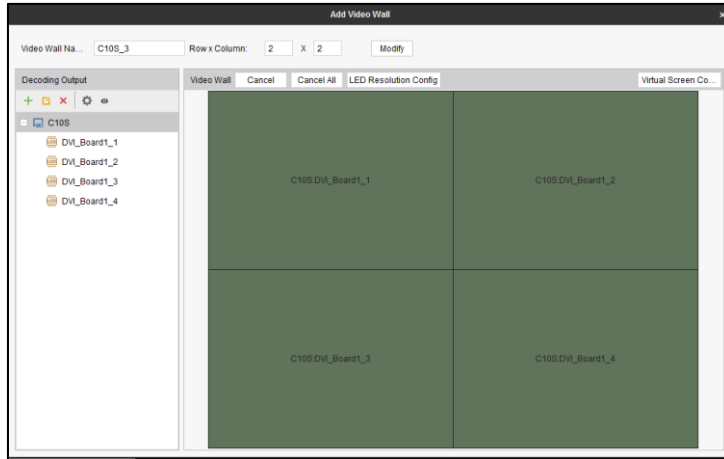 Add Video Wall
×
Video Wall Na... C10S_3 Row x Column: 2 X 2 Modify
Decoding Output
Video Wall Cancel Cancel All LED Resolution Config Virtual Screen Co...
C10S
DVI_Board1_1
DVI_Board1_2
DVI_Board1_3
DVI_Board1_4
C10S:DVI_Board1_1 C10S:DVI_Board1_2
C10S:DVI_Board1_3 C10S:DVI_Board1_4